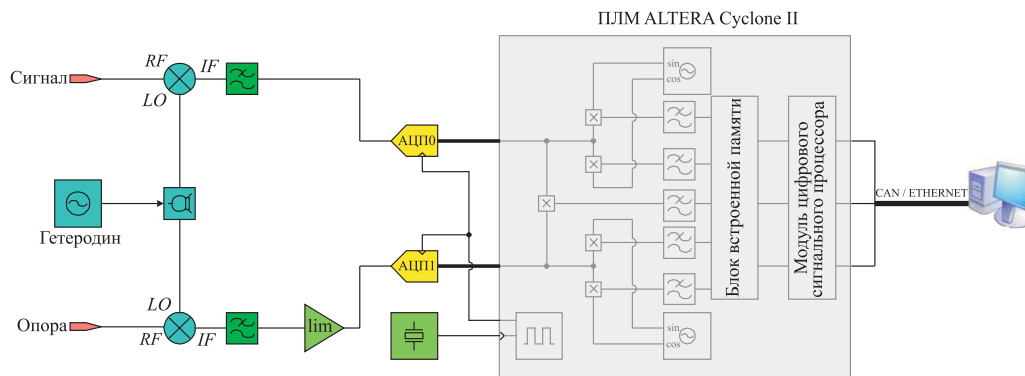 ПЛМ ALTERA Cyclone II
Сигнал
RF
IF
LO
sin
cos
АЦП0
Гетеродин
Блок встроенной памяти
Модуль цифрового
сигнального процессора
CAN / ETHERNET
АЦП1
LO
Опора
RF
IF
lim
sin
cos